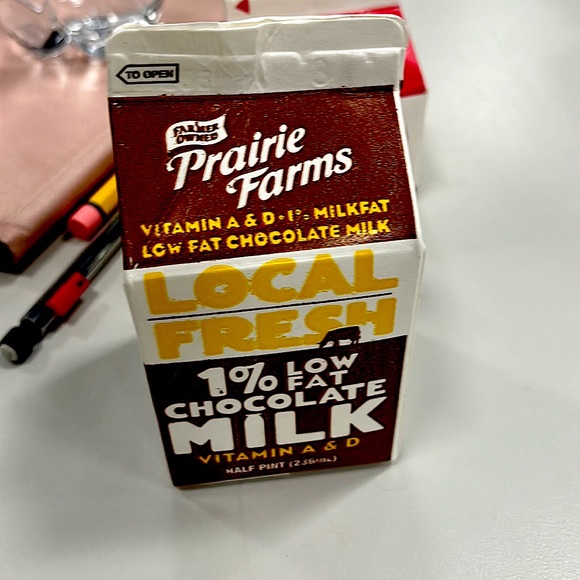 TO OPEN
FARMER
OWNED
Prairie
Farms
VITAMIN A & D · 1% MILKFAT
LOW FAT CHOCOLATE MILK
LOCAL
FRESH
1% LOW
FAT
CHOCOLATE
MILK
VITAMIN A & D
HALF PINT (236mL)